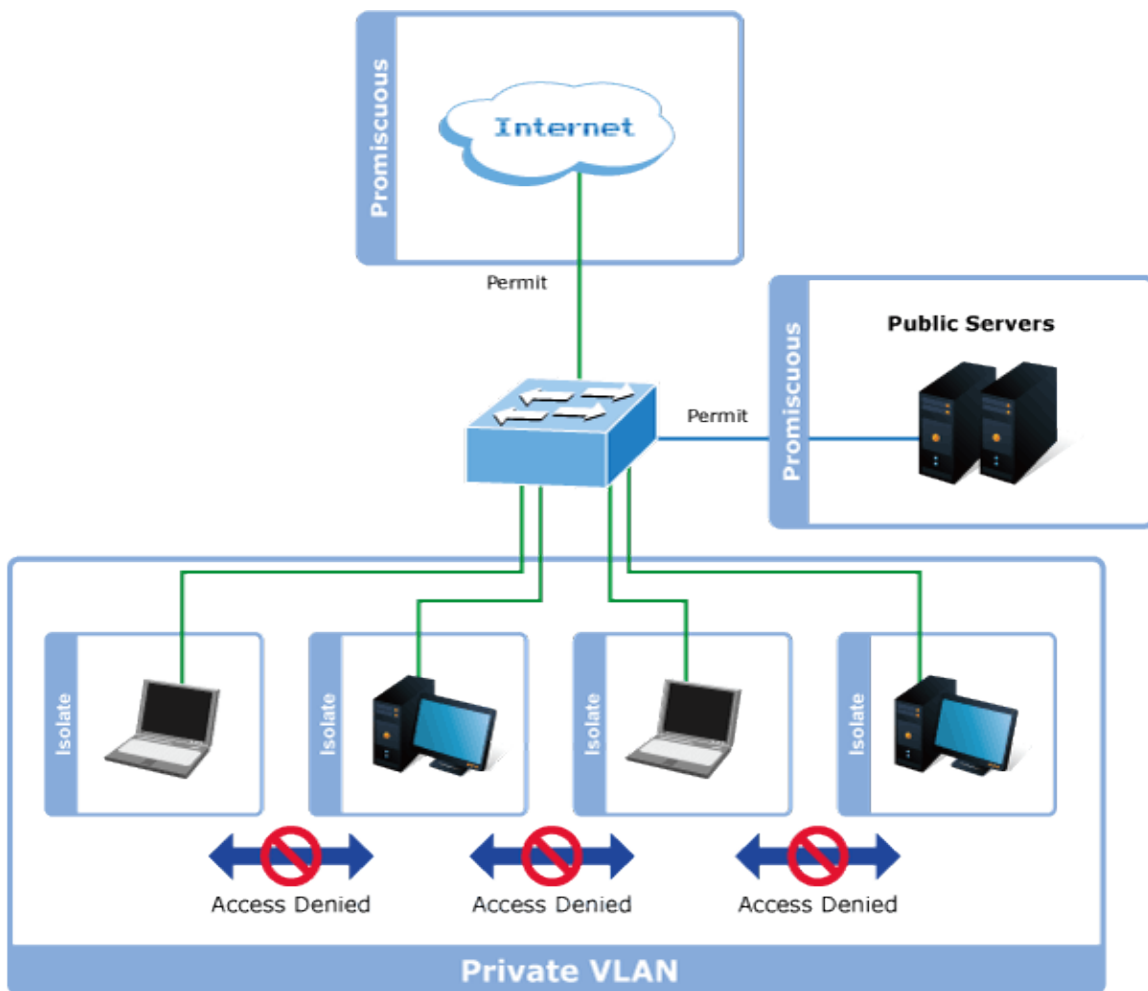 Promiscuous
Internet
Permit
Promiscuous
Public Servers
Permit
Isolate
Isolate
Isolate
Isolate
Access Denied
Access Denied
Access Denied
Private VLAN